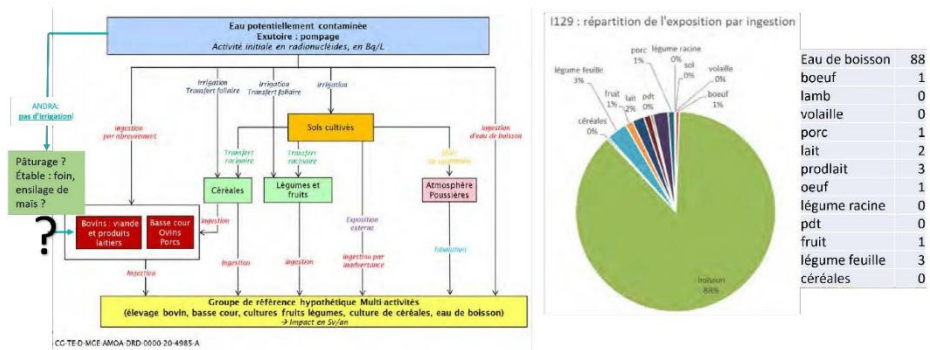 Eau potentiellement contaminée
Exutoire : pompage
Activité initiale en radionucléides, en Bq/L
ANDRA:
pas d'irrigation
Pâturage ?
Étable : foin,
ensilage de
maïs ?
?
Irrigation
Transfert foliaire
Irrigation
Transfert foliaire
Irrigation
Ingestion
par abreuvement
Ingestion
d'eau de boisson
Sols cultivés
Transfert
racinaire
Transfert
racinaire
Céréales
Légumes et
fruits
Atmosphère
Poussières
Bovins : viande
et produits
laitiers
Basse cour
Ovins
Porcs
Ingestion
Exposition
externe
Ingestion
Ingestion
Ingestion
Ingestion par
inadvertance
Inhalation
Groupe de référence hypothétique Multi activités
(élevage bovin, basse cour, cultures fruits légumes, culture de céréales, eau de boisson)
→ Impact en Sv/an
CG-TE-D-MGE-AMOA-DRD-0000-20-4985-A
I129 : répartition de l'exposition par ingestion
porc
1%
légume racine
0%
sol
0%
volaille
0%
boeuf
1%
légume feuille
3%
fruit
1%
lait
2%
pdt
0%
céréales
0%
boisson
88%
Eau de boisson 88
boeuf 1
lamb 0
volaille 0
porc 1
lait 2
prodlait 3
oeuf 1
légume racine 0
pdt 0
fruit 1
légume feuille 3
céréales 0